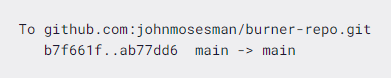 To github.com:johnmosesman/burner-repo.git
b7f661f..ab77dd6 main -> main